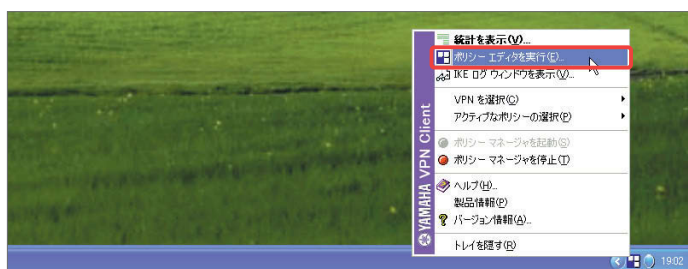 統計を表示(V)...
ポリシー エディタを実行(E)...
IKE ログ ウィンドウを表示(V)...
VPN を選択(C)
アクティブなポリシーの選択(P)
ポリシー マネージャを起動(S)
ポリシー マネージャを停止(T)
ヘルプ(H)...
製品情報(P)
バージョン情報(A)...
トレイを隠す(R)
YAMAHA VPN Client
19:02